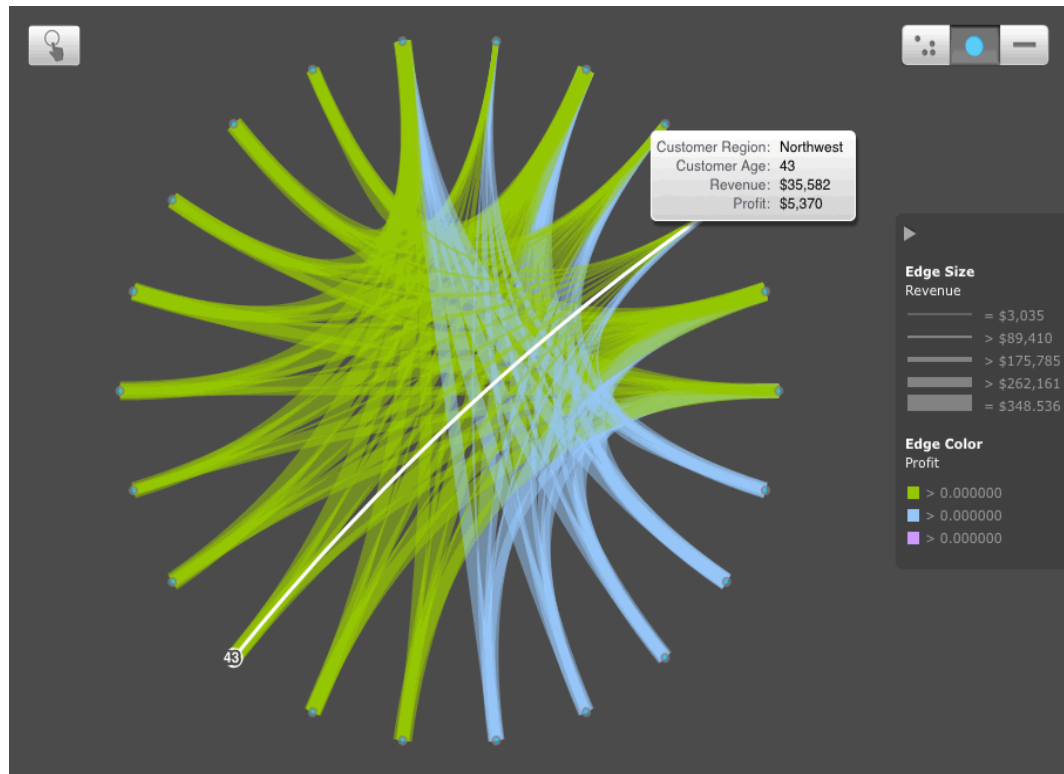 Customer Region: Northwest
Customer Age: 43
Revenue: $35,582
Profit: $5,370
Edge Size
Revenue
= $3,035
> $89,410
> $175,785
> $262,161
= $348.536
Edge Color
Profit
> 0.000000
> 0.000000
> 0.000000
43